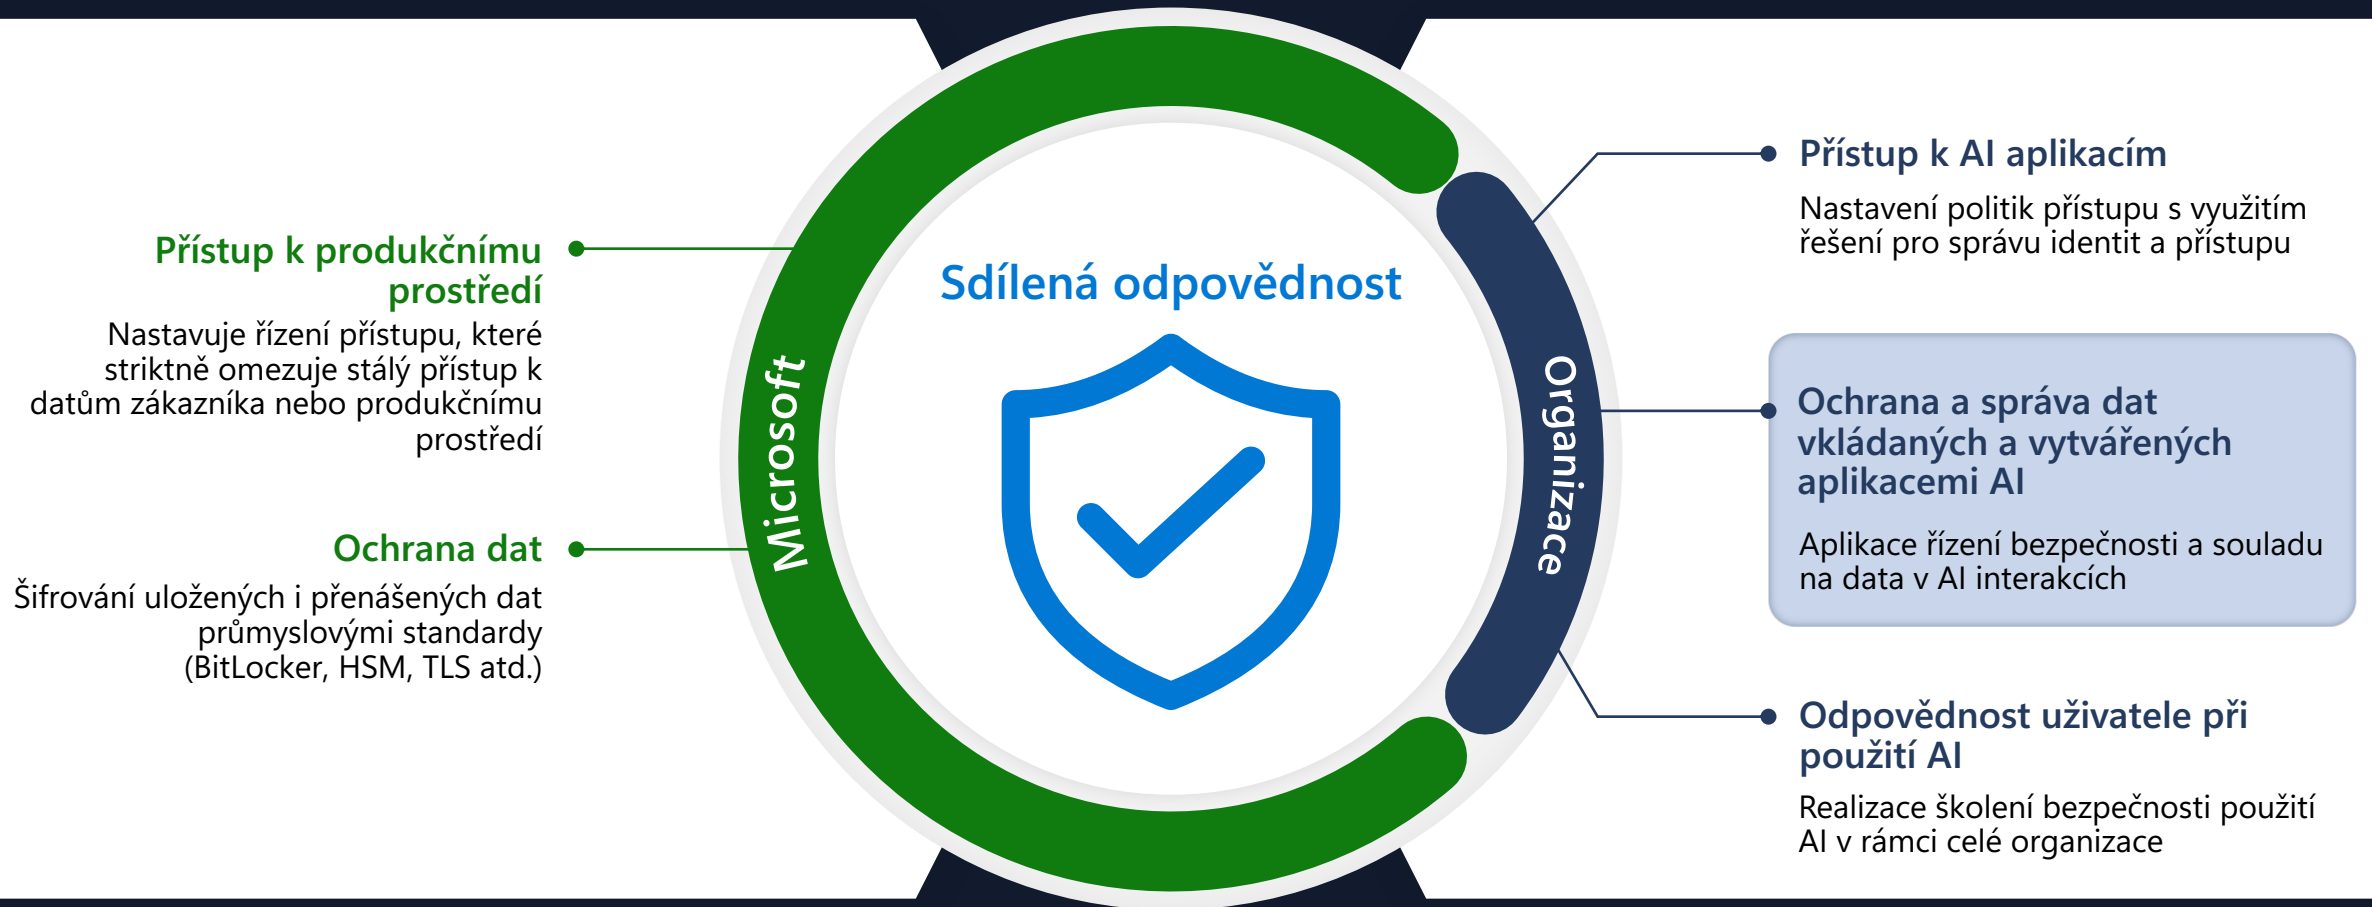 Přístup k produkčnímu
prostředí
Nastavuje řízení přístupu, které
striktně omezuje stálý přístup k
datům zákazníka nebo produkčnímu
prostředí
Ochrana dat
Šifrování uložených i přenášených dat
průmyslovými standardy
(BitLocker, HSM, TLS atd.)
Microsoft
Sdílená odpovědnost
Organizace
Přístup k AI aplikacím
Nastavení politik přístupu s využitím
řešení pro správu identit a přístupu
Ochrana a správa dat
vkládaných a vytvářených
aplikacemi AI
Aplikace řízení bezpečnosti a souladu
na data v AI interakcích
Odpovědnost uživatele při
použití AI
Realizace školení bezpečnosti použití
AI v rámci celé organizace